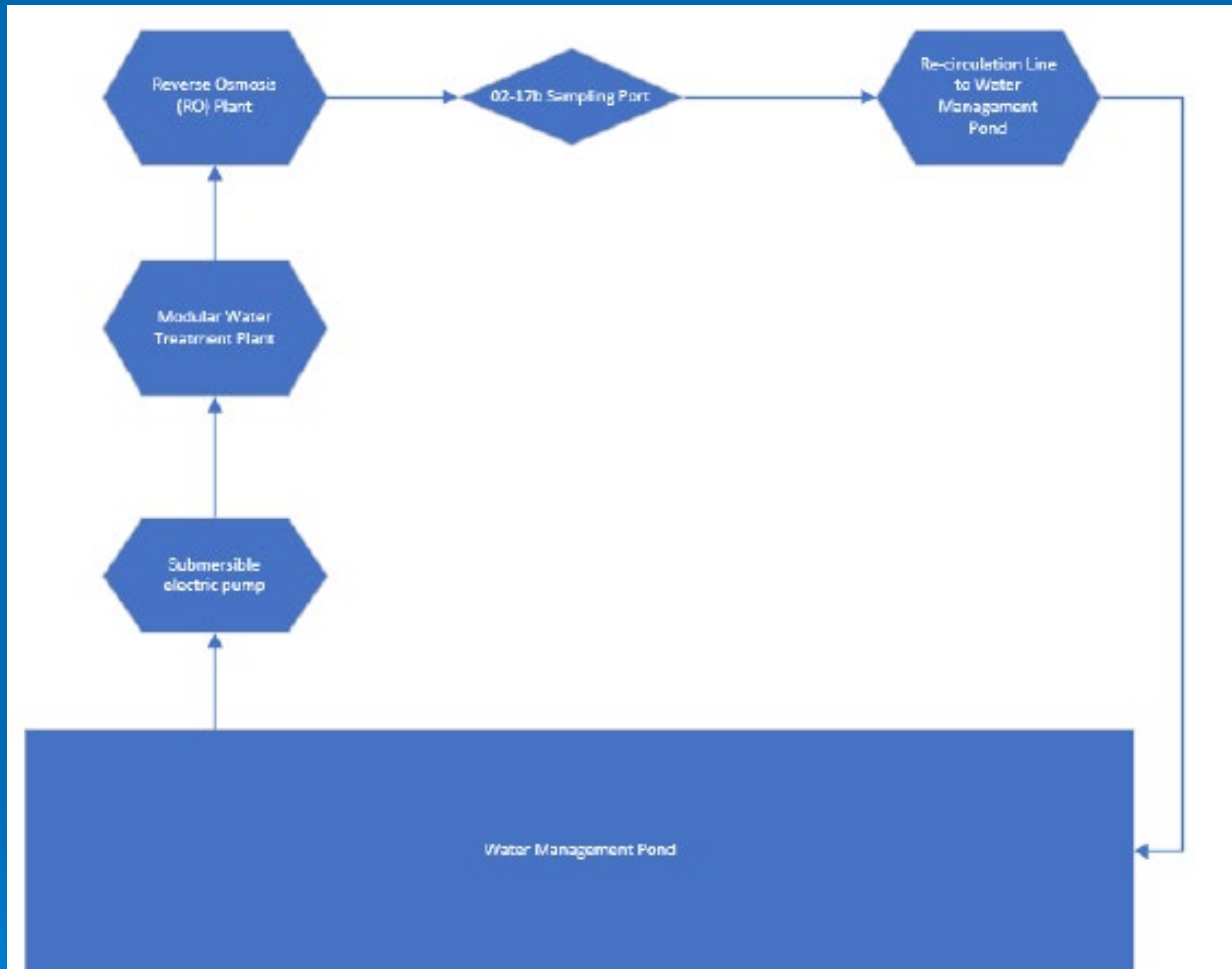 Reverse Osmosis
(RO) Plant
02-17b Sampling Port
Re-circulation Line
to Water
Management
Pond
Modular Water
Treatment Plant
Submersible
electric pump
Water Management Pond